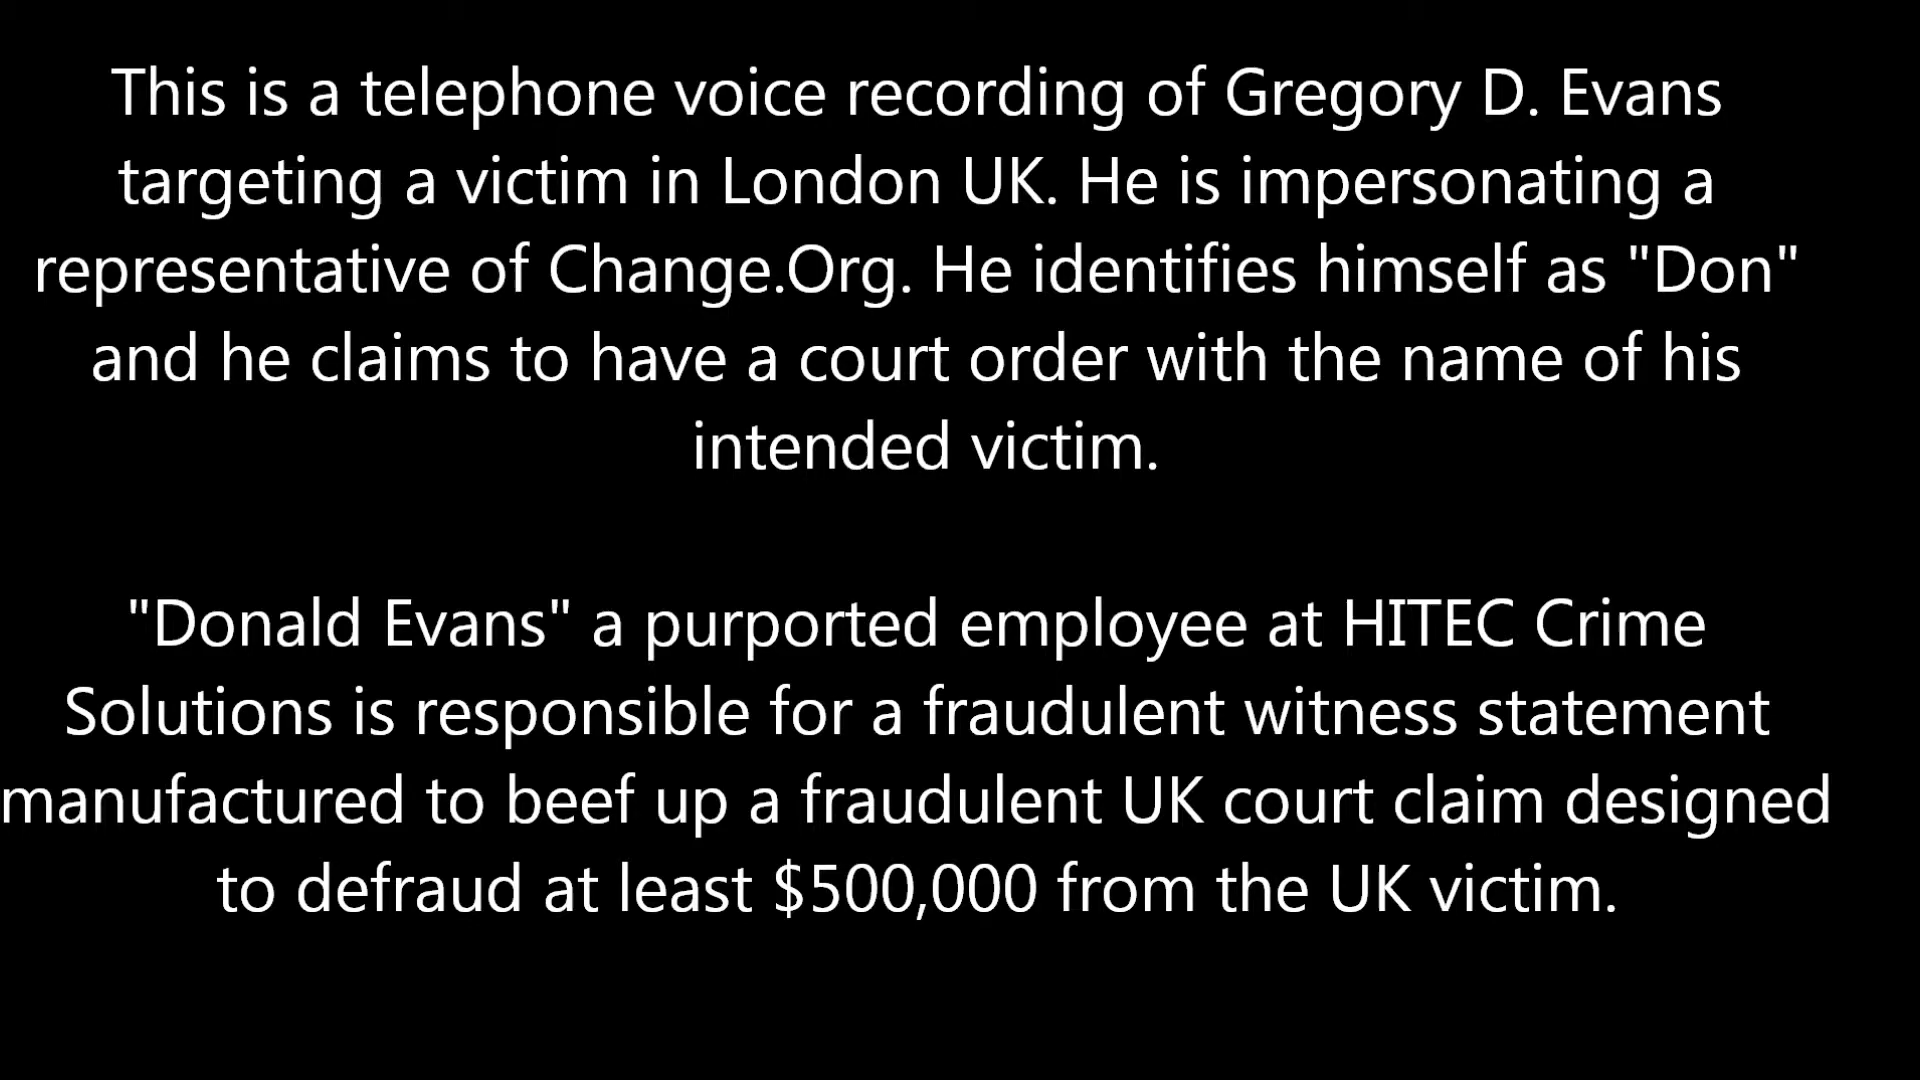 This is a telephone voice recording of Gregory D. Evans
targeting a victim in London UK. He is impersonating a
representative of Change.Org. He identifies himself as "Don"
and he claims to have a court order with the name of his
intended victim.
"Donald Evans" a purported employee at HITEC Crime
Solutions is responsible for a fraudulent witness statement
manufactured to beef up a fraudulent UK court claim designed
to defraud at least $500,000 from the UK victim.